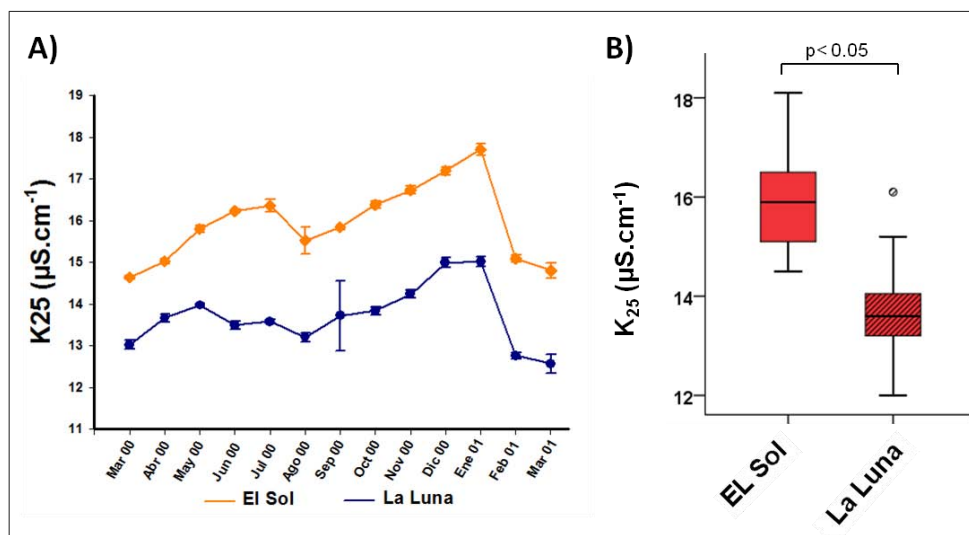 A)
19
18
17
16
15
14
13
12
11
K25 (µS.cm⁻¹)
Mar 00
Abr 00
May 00
Jun 00
Jul 00
Ago 00
Sep 00
Oct 00
Nov 00
Dic 00
Ene 01
Feb 01
Mar 01
El Sol
La Luna
B)
p< 0.05
18
16
14
12
K₂₅ (µS.cm⁻¹)
EL Sol
La Luna